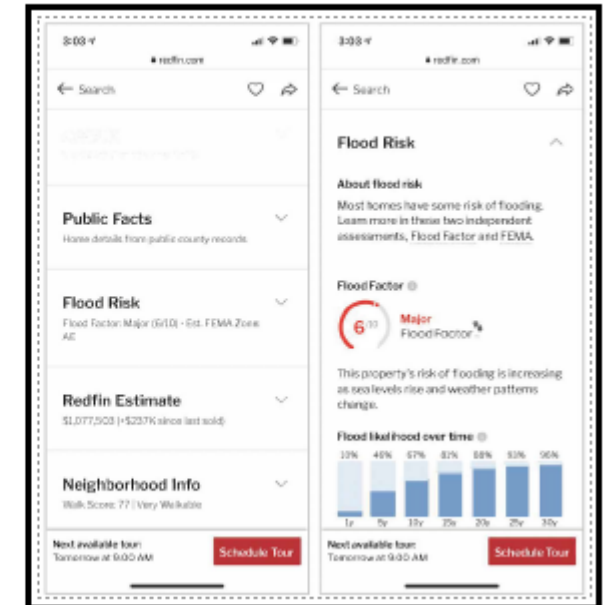 3:03
redfin.com
← Search
Public Facts
Home details from public county records
Flood Risk
Flood Factor: Major (6/10) • Est. FEMA Zone:
AE
Redfin Estimate
$1,077,503 (+$237K since last sold)
Neighborhood Info
Walk Score: 77 | Very Walkable
Next available tour:
Tomorrow at 9:00 AM
Schedule Tour
3:03
redfin.com
← Search
Flood Risk
About flood risk
Most homes have some risk of flooding.
Learn more in these two independent
assessments, Flood Factor and FEMA.
Flood Factor
6/10
Major
FloodFactor
This property's risk of flooding is increasing
as sea levels rise and weather patterns
change.
Flood likelihood over time
10% 46% 67% 81% 88% 93% 96%
1y 5y 10y 15y 20y 25y 30y
Next available tour:
Tomorrow at 9:00 AM
Schedule Tour